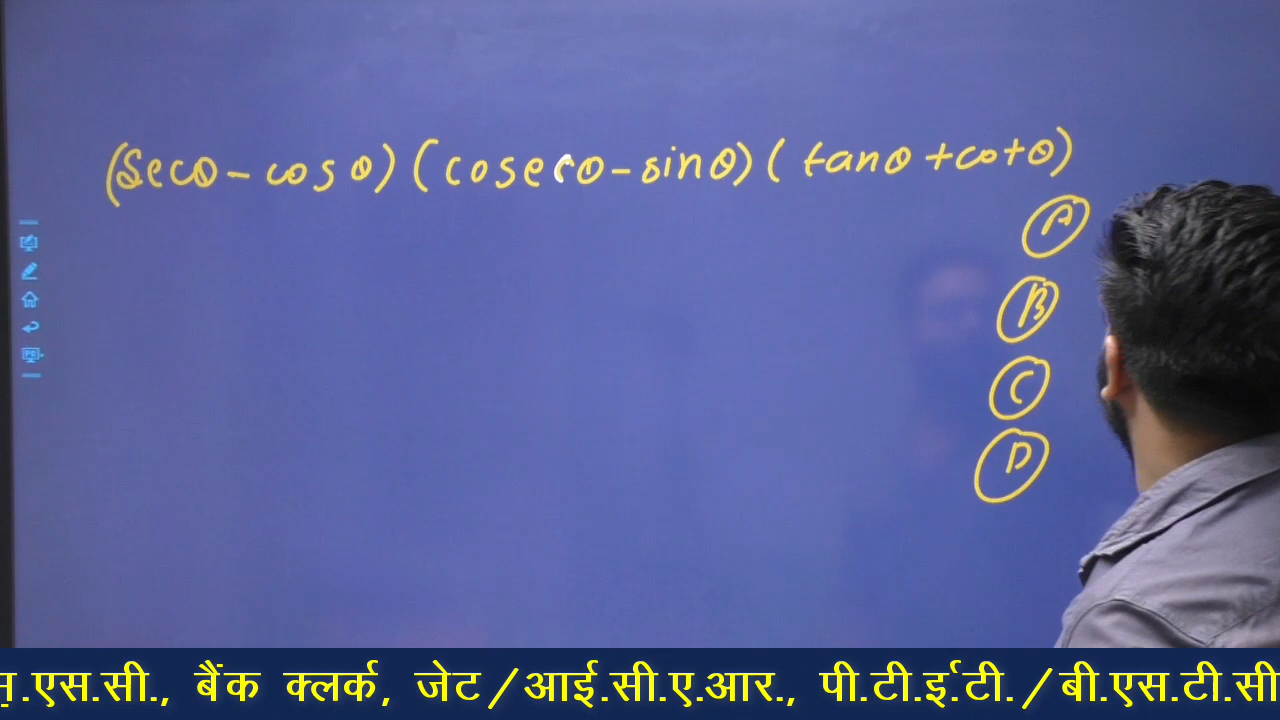 (secθ - cosθ) (cosecθ - sinθ) (tanθ + cotθ)
A
B
C
D
.एस.सी., बैंक क्लर्क, जेट/आई.सी.ए.आर., पी.टी.ई.टी./बी.एस.टी.सी